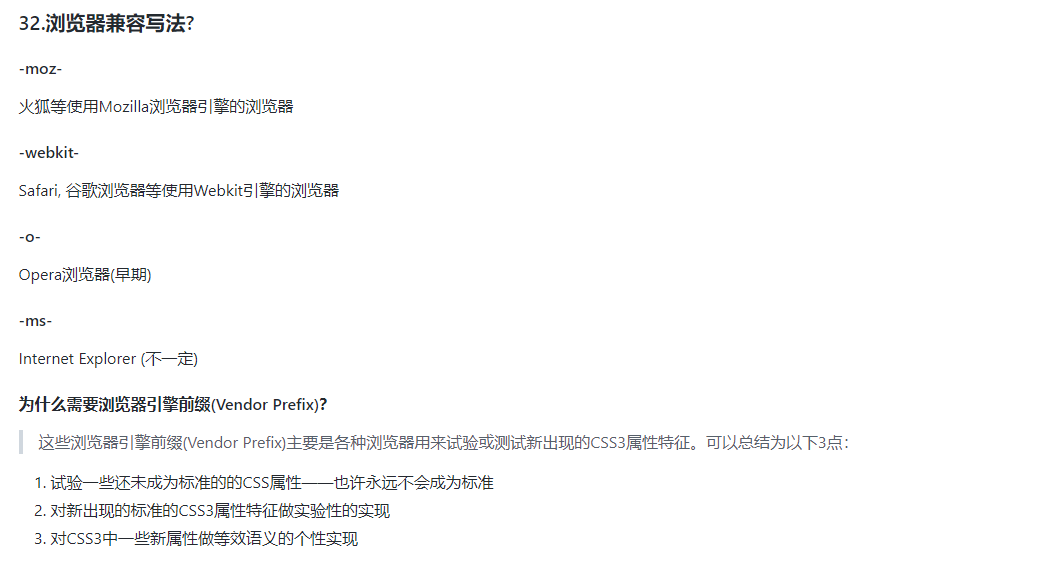 32.浏览器兼容写法?
-moz-
火狐等使用Mozilla浏览器引擎的浏览器
-webkit-
Safari, 谷歌浏览器等使用Webkit引擎的浏览器
-o-
Opera浏览器(早期)
-ms-
Internet Explorer (不一定)
为什么需要浏览器引擎前缀(Vendor Prefix)?
这些浏览器引擎前缀(Vendor Prefix)主要是各种浏览器用来试验或测试新出现的CSS3属性特征。可以总结为以下3点：
1. 试验一些还未成为标准的的CSS属性——也许永远不会成为标准
2. 对新出现的标准的CSS3属性特征做实验性的实现
3. 对CSS3中一些新属性做等效语义的个性实现